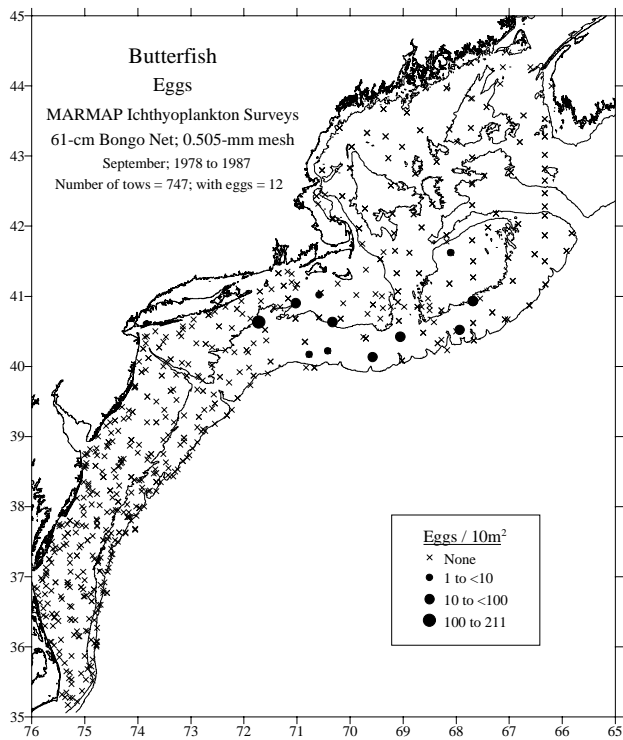 Butterfish
Eggs
MARMAP Ichthyoplankton Surveys
61-cm Bongo Net; 0.505-mm mesh
September; 1978 to 1987
Number of tows = 747; with eggs = 12
45
44
43
42
41
40
39
38
37
36
35
Eggs / 10m²
None
1 to <10
10 to <100
100 to 211
76 75 74 73 72 71 70 69 68 67 66 65